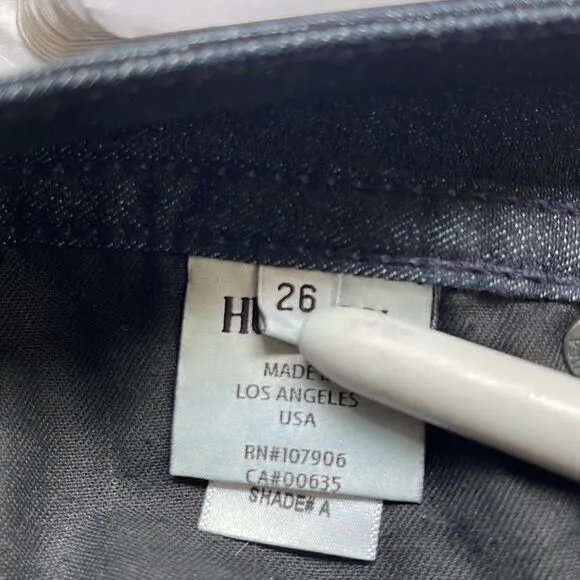 26
MADE
LOS ANGELES
USA
RN#107906
CA#00635
SHADE# A